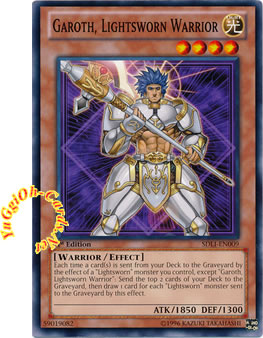 GAROTH, LIGHTSWORN WARRIOR
光
YuGgiOh-Cards.Net
1st Edition
SDLI-EN009
[WARRIOR / EFFECT]
Each time a card(s) is sent from your Deck to the Graveyard by
the effect of a "Lightsworn" monster you control, except "Garoth,
Lightsworn Warrior": Send the top 2 cards of your Deck to the
Graveyard, then draw 1 card for each "Lightsworn" monster sent
to the Graveyard by this effect.
ATK/1850 DEF/1300
59019082
©1996 KAZUKI TAKAHASHI